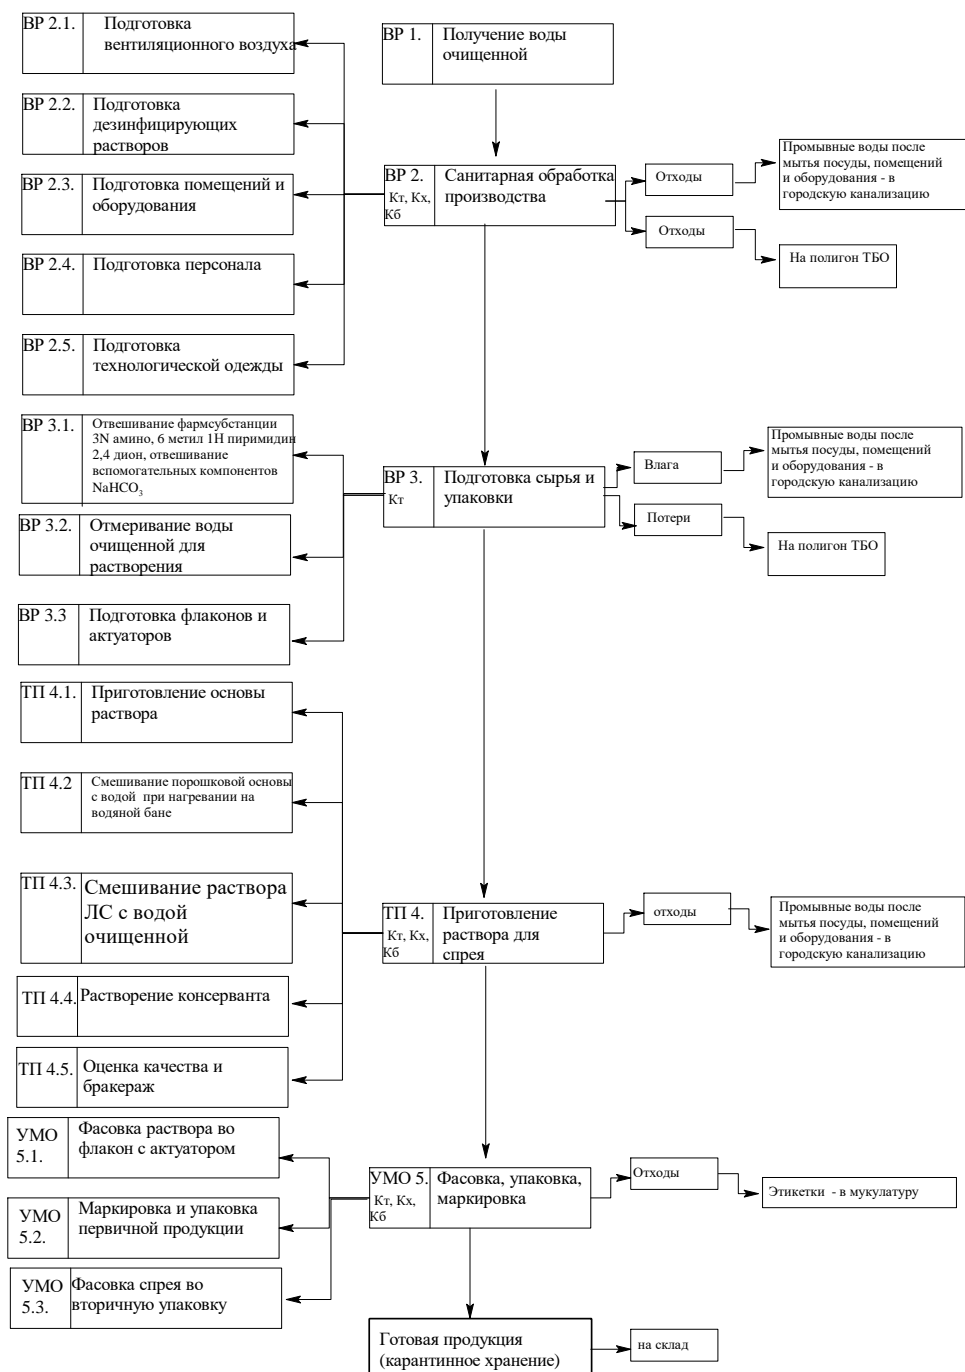 ВР 2.1.
Подготовка
вентиляционного воздуха
ВР 1.
Получение воды
очищенной
ВР 2.2.
Подготовка
дезинфицирующих
растворов
ВР 2.3.
Подготовка помещений и
оборудования
ВР 2.
Кт, Кх,
Кб
Санитарная обработка
производства
Отходы
Промывные воды после
мытья посуды, помещений
и оборудования - в
городскую канализацию
Отходы
На полигон ТБО
ВР 2.4.
Подготовка персонала
ВР 2.5.
Подготовка
технологической одежды
ВР 3.1.
Отвешивание фармсубстанции
3N амино, 6 метил 1Н пиримидин
2,4 дион, отвешивание
вспомогательных компонентов
NaHCO3
ВР 3.
Кт
Подготовка сырья и
упаковки
Влага
Промывные воды после
мытья посуды, помещений
и оборудования - в
городскую канализацию
Потери
На полигон ТБО
ВР 3.2.
Отмеривание воды
очищенной для
растворения
ВР 3.3
Подготовка флаконов и
актуаторов
ТП 4.1.
Приготовление основы
раствора
ТП 4.2
Смешивание порошковой основы
с водой при нагревании на
водяной бане
ТП 4.3.
Смешивание раствора
ЛС с водой
очищенной
ТП 4.
Кт, Кх,
Кб
Приготовление
раствора для
спрея
отходы
Промывные воды после
мытья посуды, помещений
и оборудования - в
городскую канализацию
ТП 4.4.
Растворение консерванта
ТП 4.5.
Оценка качества и
бракераж
УМО
5.1.
Фасовка раствора во
флакон с актуатором
УМО 5.
Кт, Кх,
Кб
Фасовка, упаковка,
маркировка
Отходы
Этикетки - в мукулатуру
УМО
5.2.
Маркировка и упаковка
первичной продукции
УМО
5.3.
Фасовка спрея во
вторичную упаковку
Готовая продукция
(карантинное хранение)
на склад